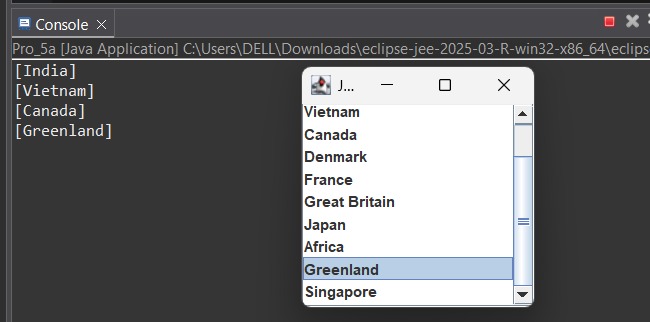 Console
Pro_5a [Java Application] C:\Users\DELL\Downloads\eclipse-jee-2025-03-R-win32-x86_64\eclips
[India]
[Vietnam]
[Canada]
[Greenland]
J...
Vietnam
Canada
Denmark
France
Great Britain
Japan
Africa
Greenland
Singapore